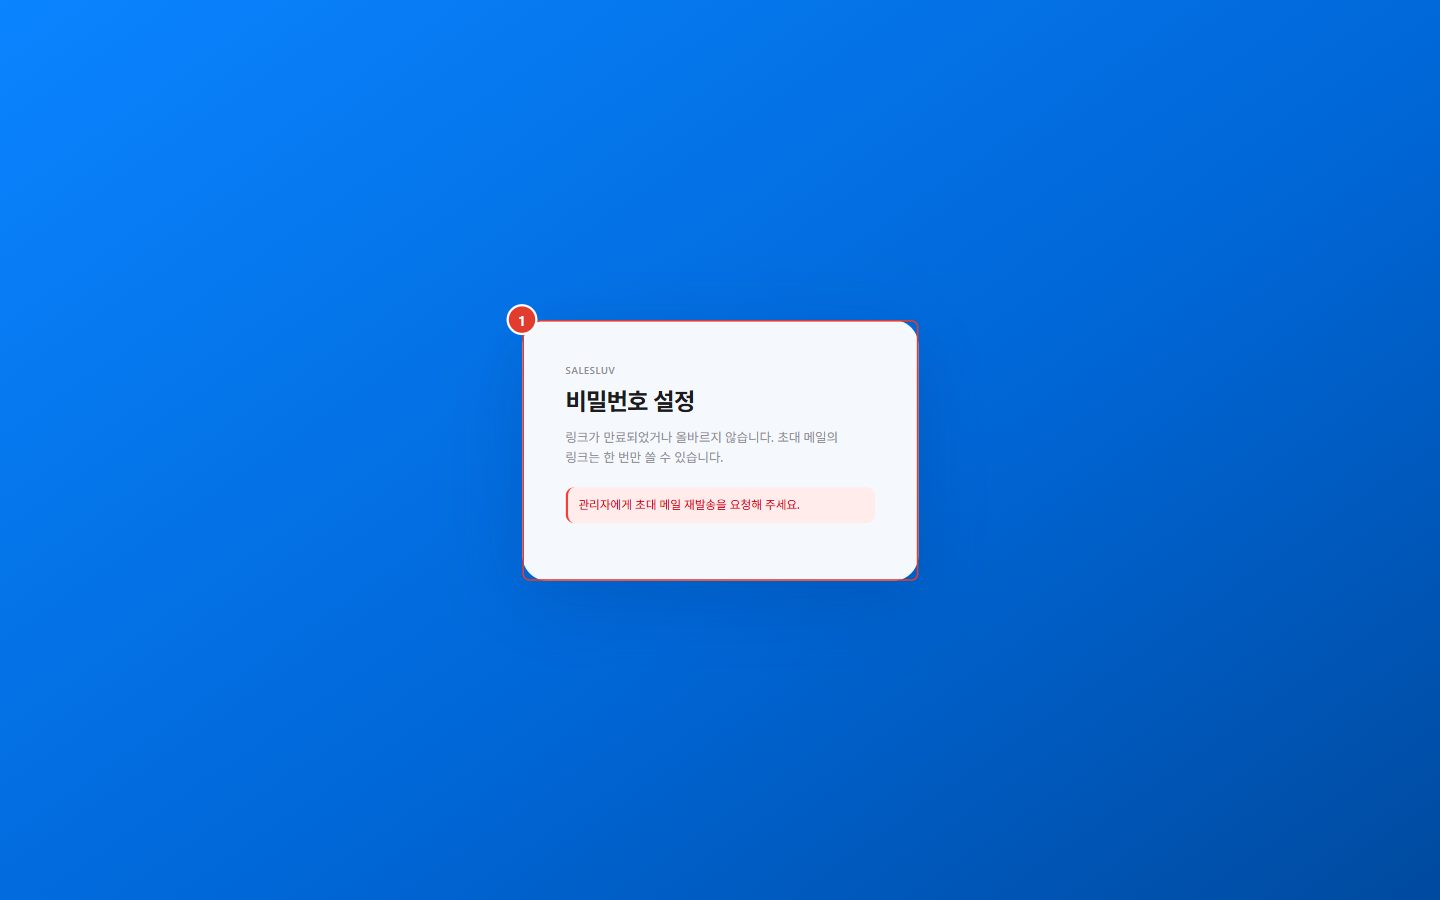 1
SALESLUV
비밀번호 설정
링크가 만료되었거나 올바르지 않습니다. 초대 메일의
링크는 한 번만 쓸 수 있습니다.
관리자에게 초대 메일 재발송을 요청해 주세요.